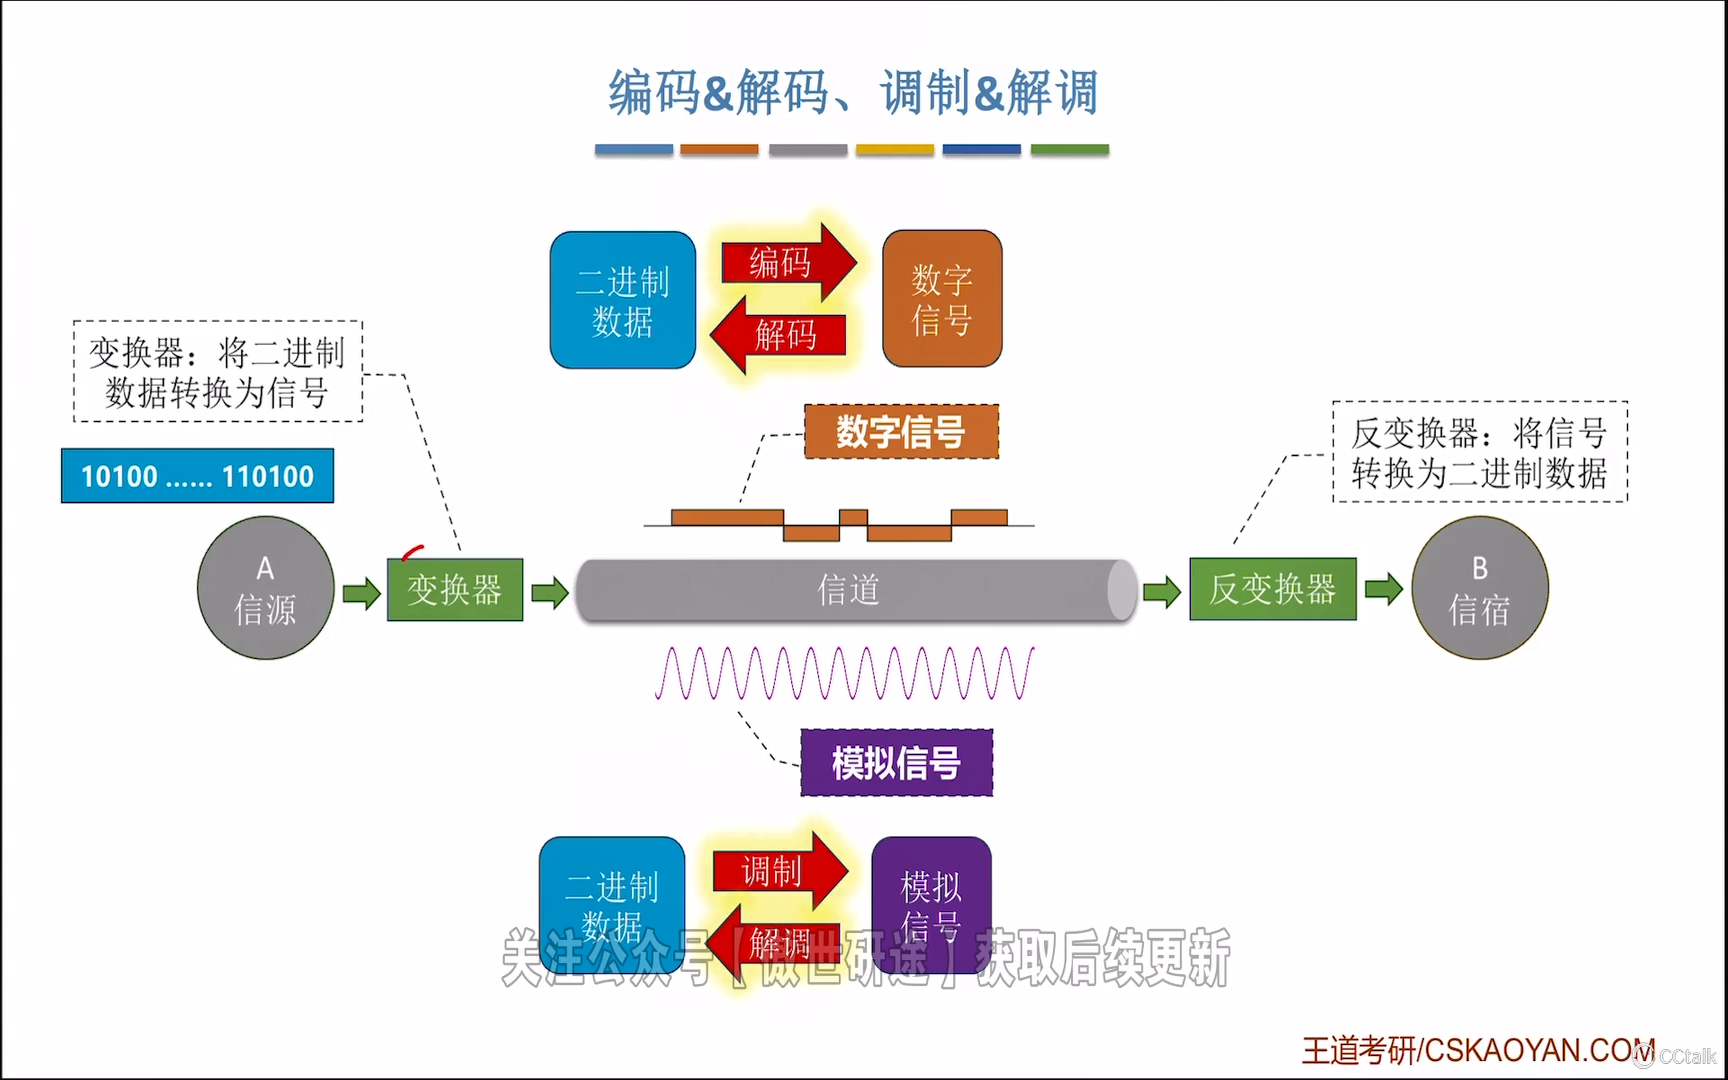 编码&解码、调制&解调
二进制
数据
编码
解码
数字
信号
变换器：将二进制
数据转换为信号
10100 …… 110100
数字信号
反变换器：将信号
转换为二进制数据
A
信源
变换器
信道
反变换器
B
信宿
模拟信号
二进制
数据
调制
解调
模拟
信号
关注公众号【傲世研途】获取后续更新
王道考研/CSKAOYAN.COM
CCtalk